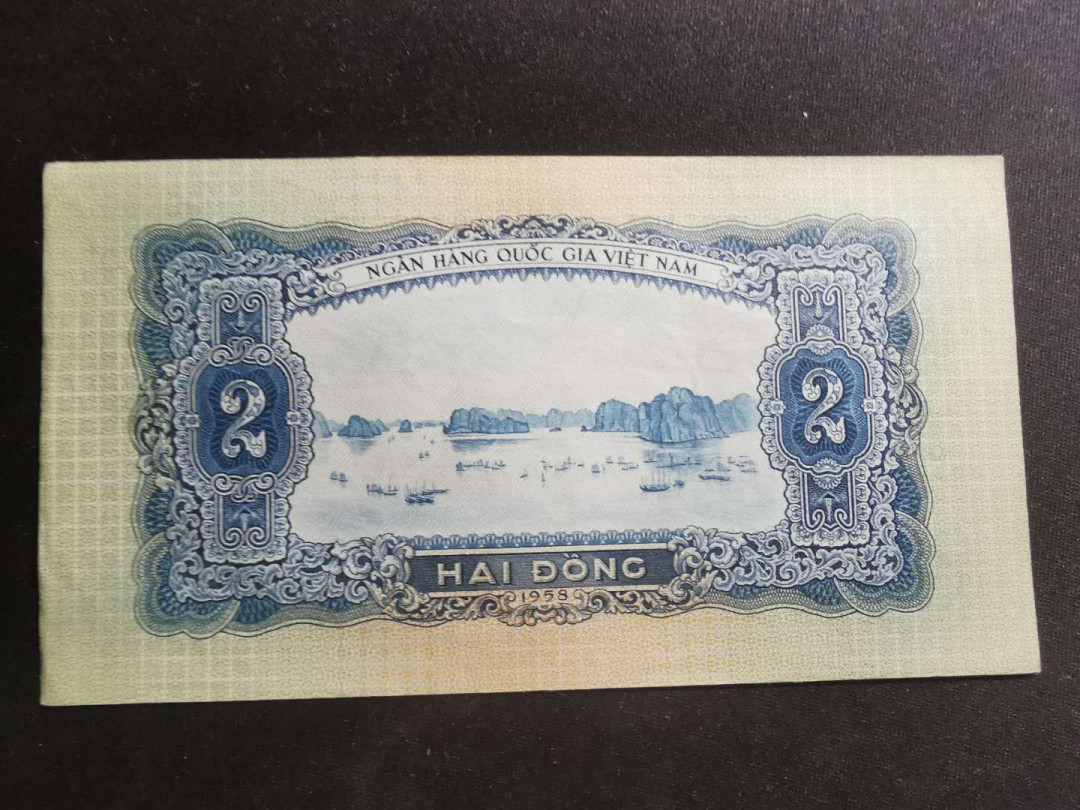 NGÂN HÀNG QUỐC GIA VIỆT NAM
2 2
HAI ĐỒNG
1958